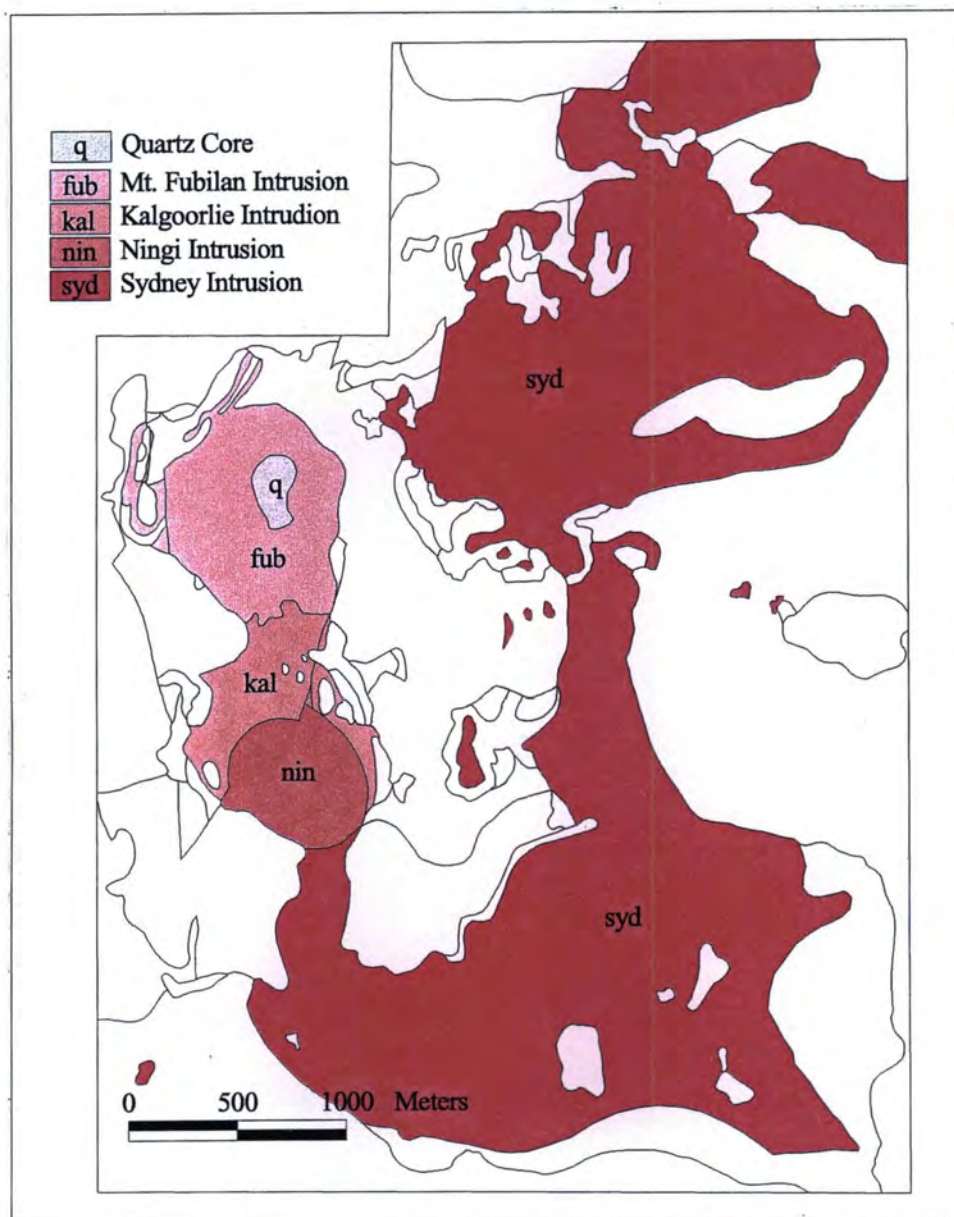 q Quartz Core
fub Mt. Fubilan Intrusion
kal Kalgoorlie Intrudion
nin Ningi Intrusion
syd Sydney Intrusion
syd
q
fub
kal
nin
syd
0 500 1000 Meters